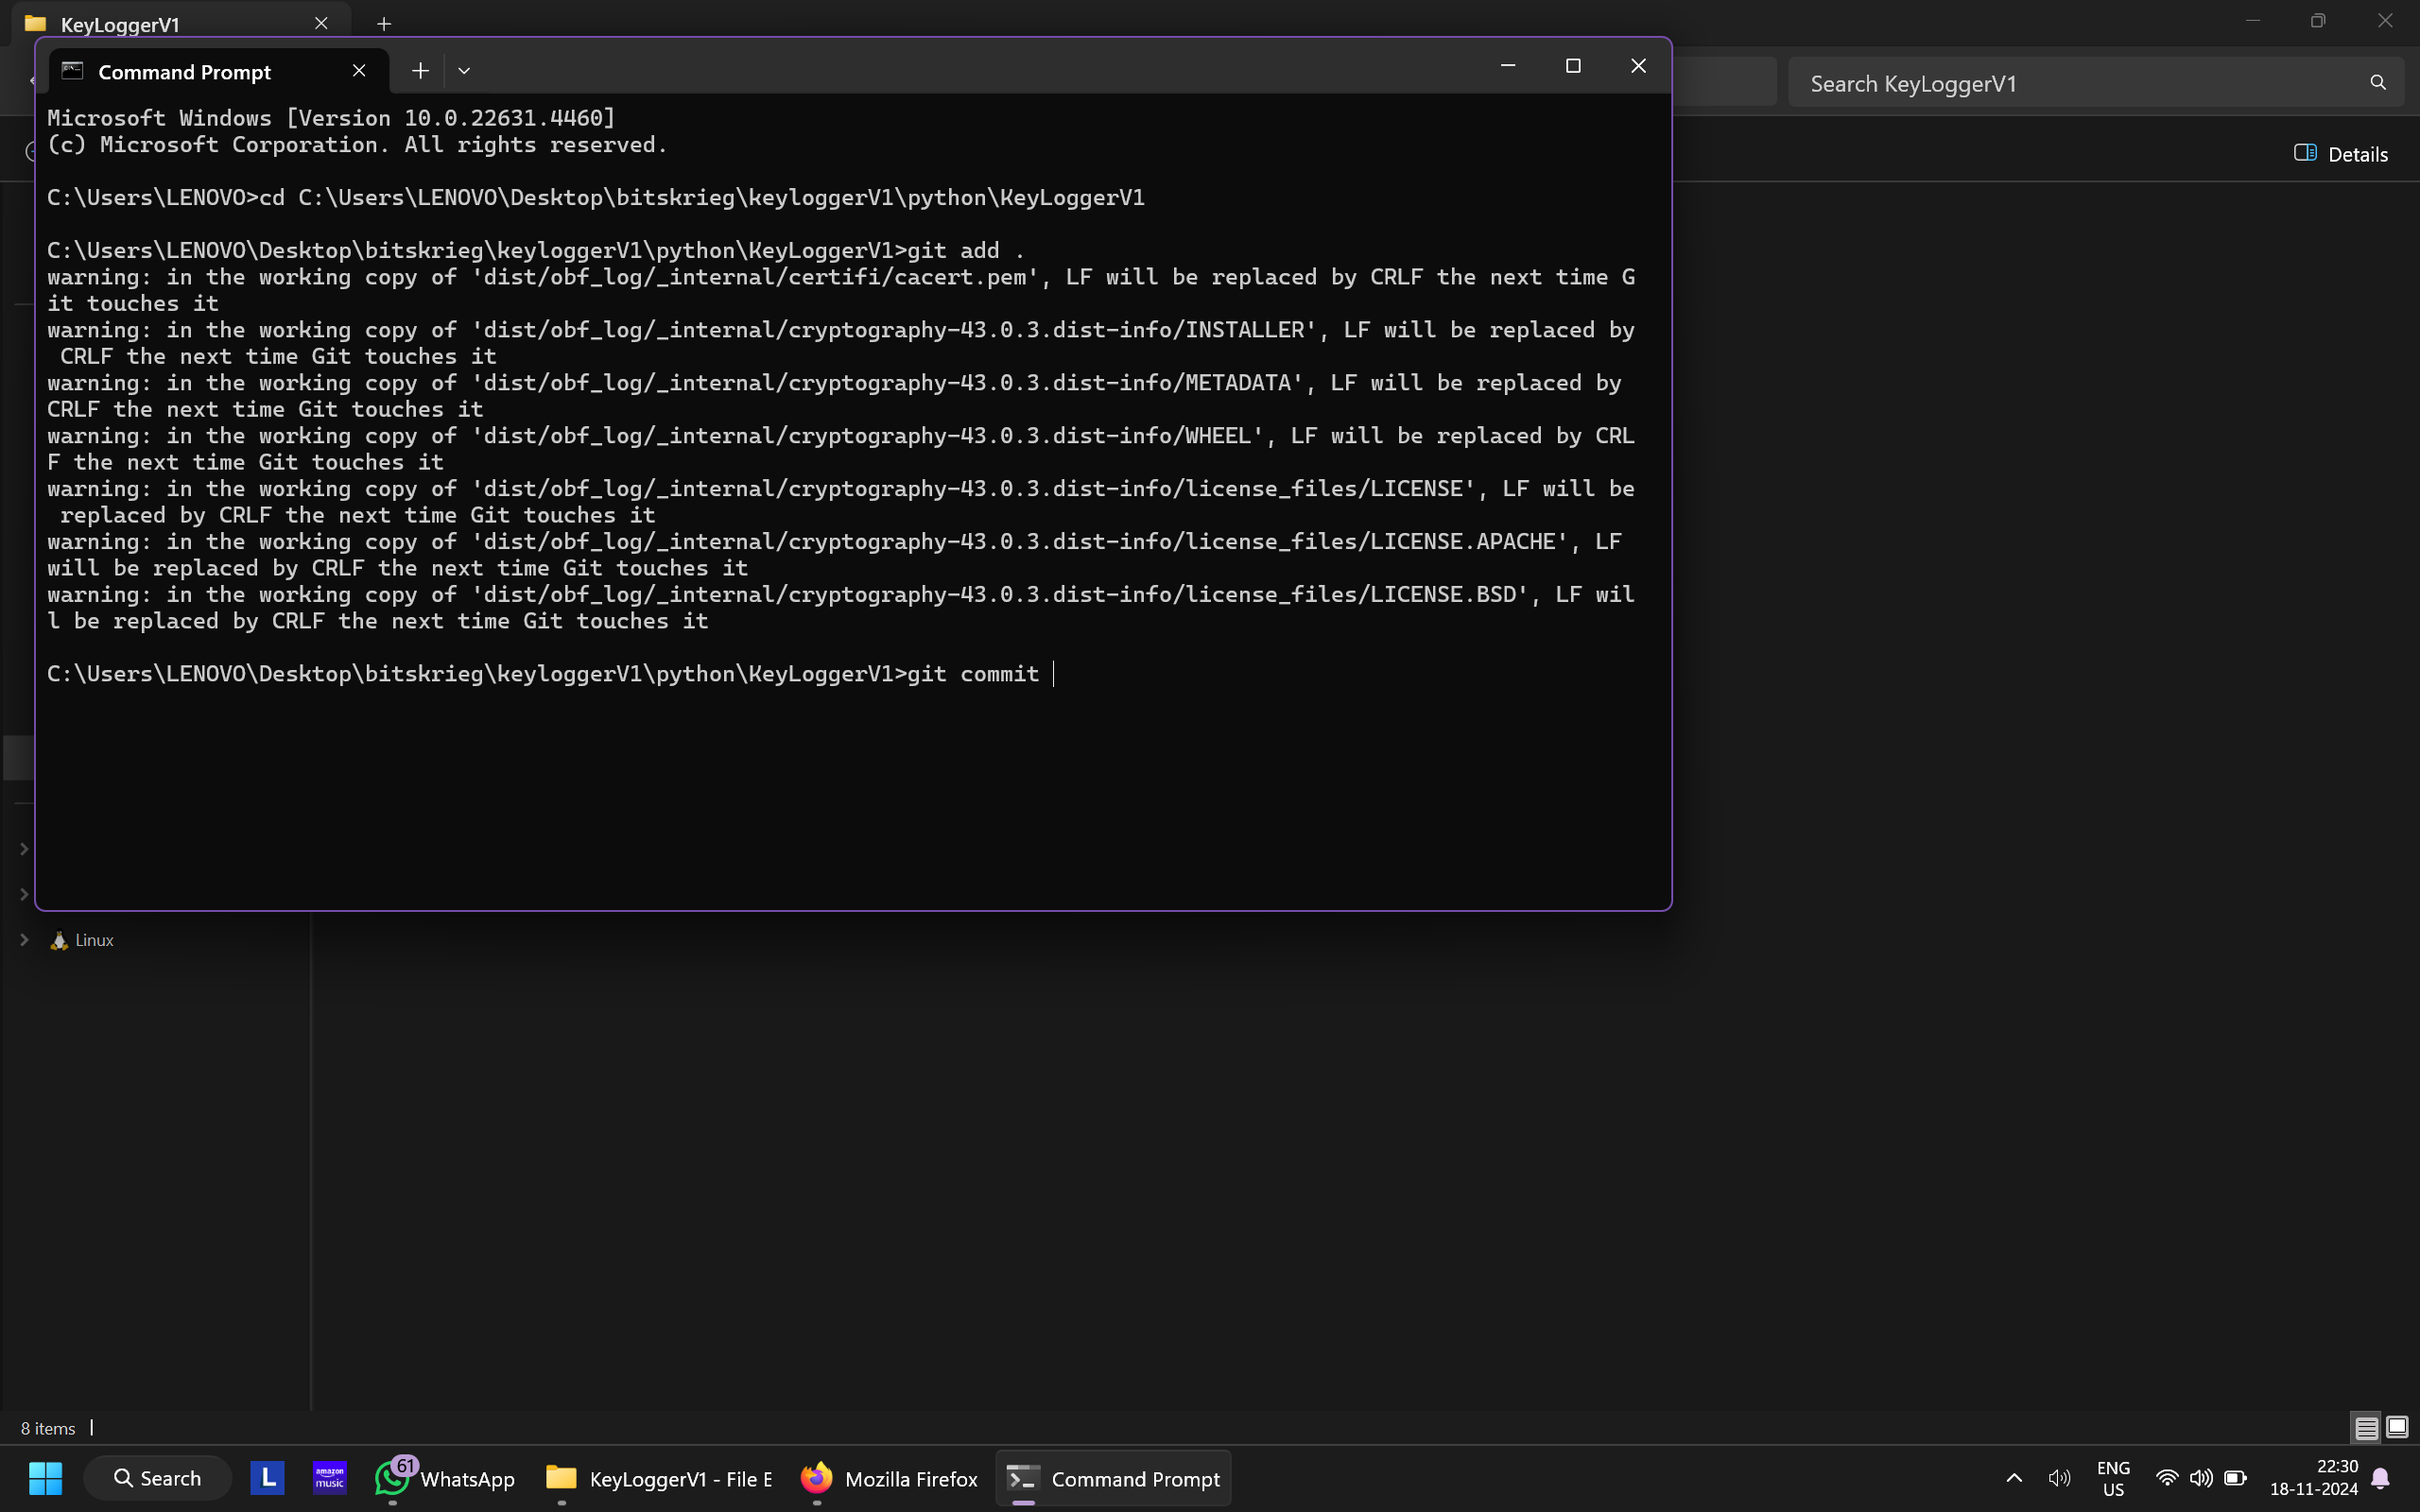 KeyLoggerV1
Command Prompt
Search KeyLoggerV1
Details
Microsoft Windows [Version 10.0.22631.4460]
(c) Microsoft Corporation. All rights reserved.
C:\Users\LENOVO>cd C:\Users\LENOVO\Desktop\bitskrieg\keyloggerV1\python\KeyLoggerV1
C:\Users\LENOVO\Desktop\bitskrieg\keyloggerV1\python\KeyLoggerV1>git add .
warning: in the working copy of 'dist/obf_log/_internal/certifi/cacert.pem', LF will be replaced by CRLF the next time G
it touches it
warning: in the working copy of 'dist/obf_log/_internal/cryptography-43.0.3.dist-info/INSTALLER', LF will be replaced by
CRLF the next time Git touches it
warning: in the working copy of 'dist/obf_log/_internal/cryptography-43.0.3.dist-info/METADATA', LF will be replaced by
CRLF the next time Git touches it
warning: in the working copy of 'dist/obf_log/_internal/cryptography-43.0.3.dist-info/WHEEL', LF will be replaced by CRL
F the next time Git touches it
warning: in the working copy of 'dist/obf_log/_internal/cryptography-43.0.3.dist-info/license_files/LICENSE', LF will be
replaced by CRLF the next time Git touches it
warning: in the working copy of 'dist/obf_log/_internal/cryptography-43.0.3.dist-info/license_files/LICENSE.APACHE', LF
will be replaced by CRLF the next time Git touches it
warning: in the working copy of 'dist/obf_log/_internal/cryptography-43.0.3.dist-info/license_files/LICENSE.BSD', LF wil
l be replaced by CRLF the next time Git touches it
C:\Users\LENOVO\Desktop\bitskrieg\keyloggerV1\python\KeyLoggerV1>git commit
Linux
8 items
Search
L
amazon
music
61
WhatsApp
KeyLoggerV1 - File E
Mozilla Firefox
Command Prompt
ENG
US
22:30
18-11-2024